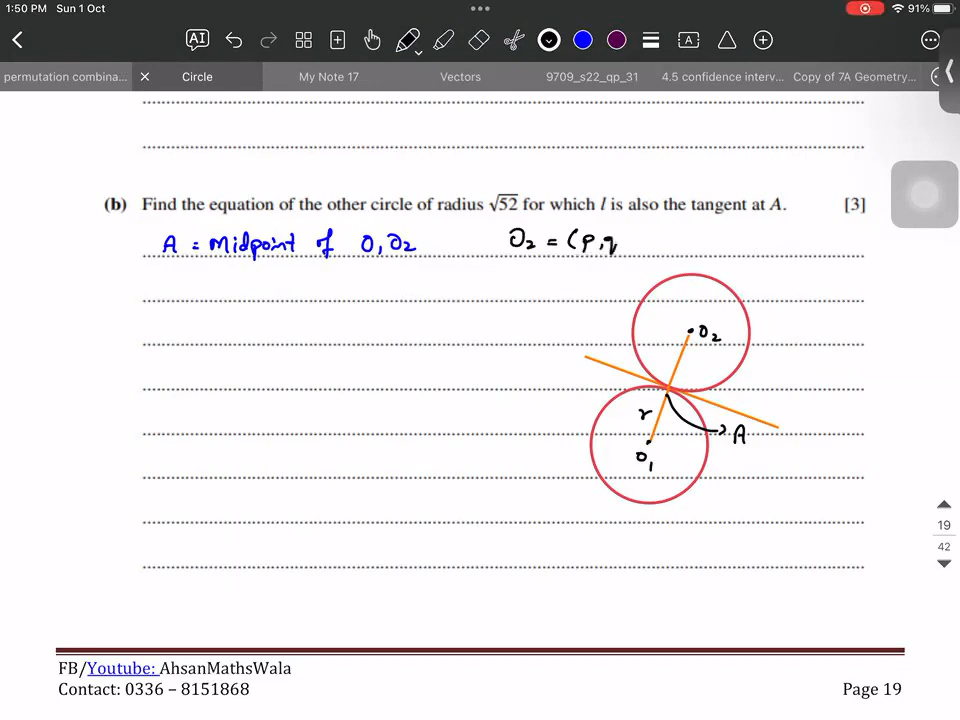 1:50 PM Sun 1 Oct
91%
AI
A
permutation combina...
Circle
My Note 17
Vectors
9709_s22_qp_31
4.5 confidence interv...
Copy of 7A Geometry...
(b) Find the equation of the other circle of radius √52 for which l is also the tangent at A. [3]
A = Midpoint of O1O2
O2 = (p,q
O2
r
A
O1
19
42
FB/Youtube: AhsanMathsWala
Contact: 0336 – 8151868
Page 19